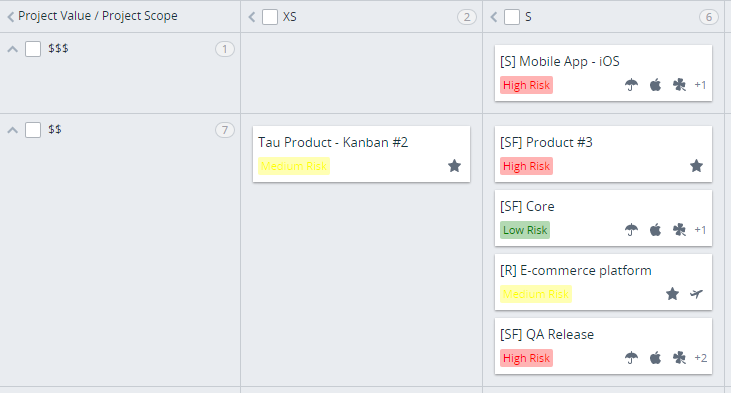 Project Value / Project Scope
XS
2
S
6
$$$
1
[S] Mobile App - iOS
High Risk
+1
$$
7
Tau Product - Kanban #2
Medium Risk
[SF] Product #3
High Risk
[SF] Core
Low Risk
+1
[R] E-commerce platform
Medium Risk
[SF] QA Release
High Risk
+2